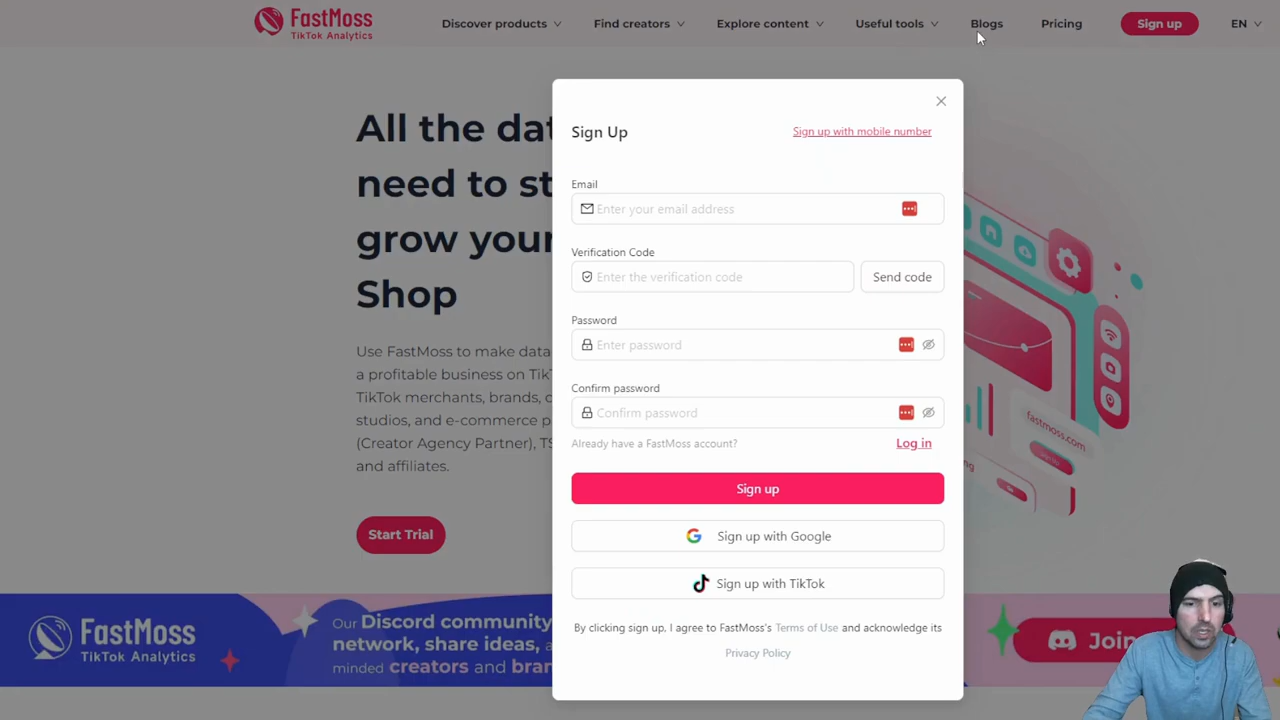 FastMoss
TikTok Analytics
Discover products
Find creators
Explore content
Useful tools
Blogs
Pricing
Sign up
EN
All the dat
need to st
grow your
Shop
Use FastMoss to make data
a profitable business on TikT
TikTok merchants, brands, c
studios, and e-commerce p
(Creator Agency Partner), TS
and affiliates.
Start Trial
Sign Up
Sign up with mobile number
Email
Enter your email address
Verification Code
Enter the verification code
Send code
Password
Enter password
Confirm password
Confirm password
Already have a FastMoss account?
Log in
Sign up
Sign up with Google
Sign up with TikTok
By clicking sign up, I agree to FastMoss's Terms of Use and acknowledge its
Privacy Policy
fastmoss.com
FastMoss
TikTok Analytics
Our Discord community
network, share ideas,
minded creators and bran
Join